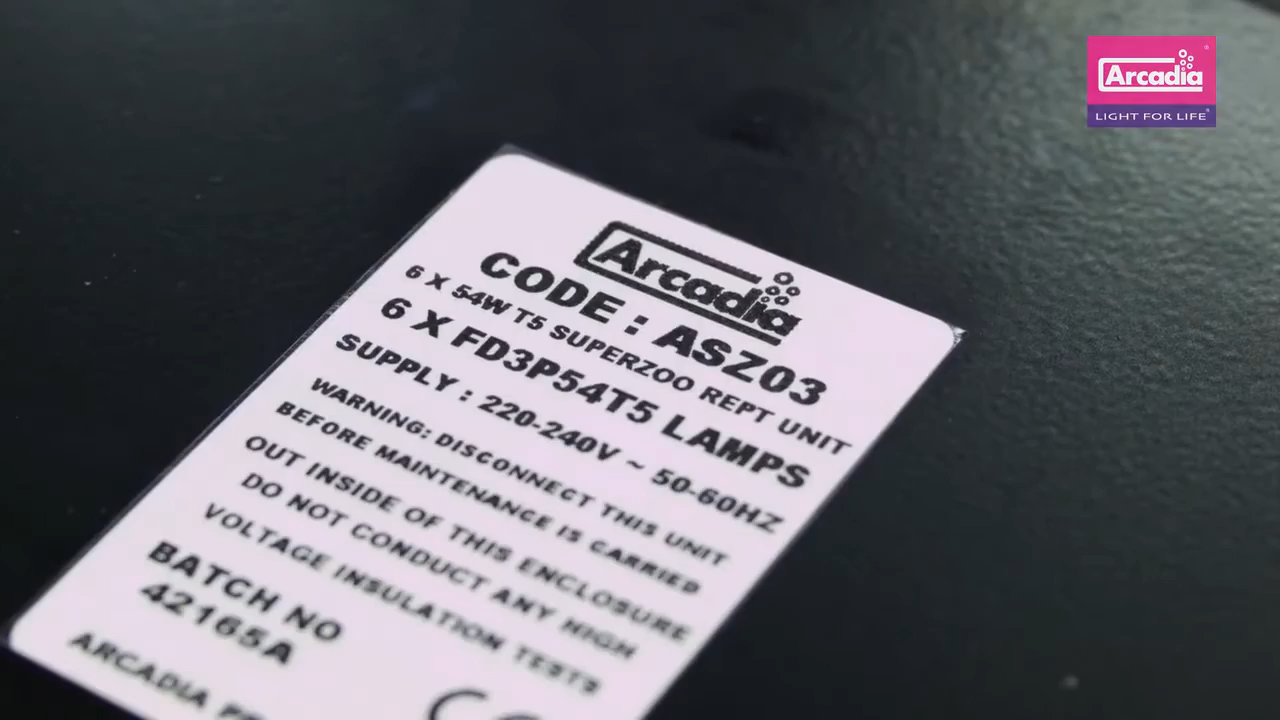 Arcadia
LIGHT FOR LIFE
Arcadia
CODE : ASZ03
6 X 54W T5 SUPERZOO REPT UNIT
6 X FD3P54T5 LAMPS
SUPPLY : 220-240V ~ 50-60HZ
WARNING: DISCONNECT THIS UNIT
BEFORE MAINTENANCE IS CARRIED
OUT INSIDE OF THIS ENCLOSURE
DO NOT CONDUCT ANY HIGH
VOLTAGE INSULATION TESTS
BATCH NO
42165A
ARCADIA